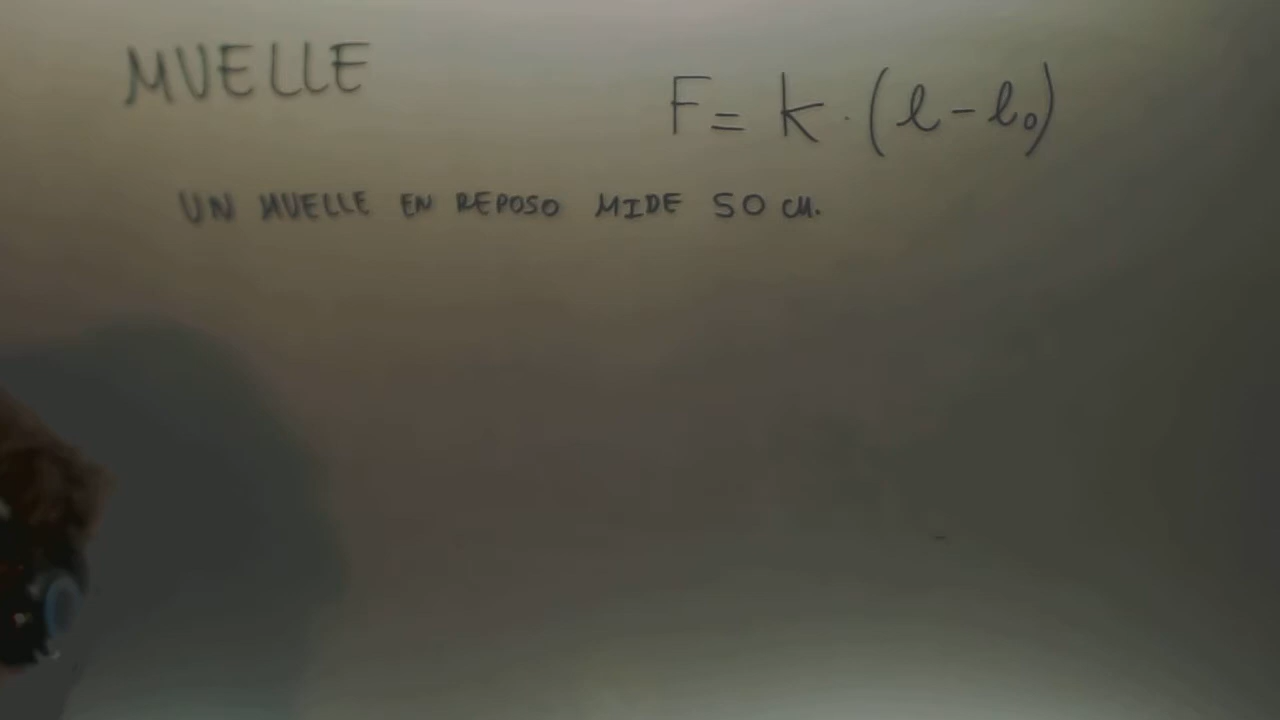 MUELLE
F = k · (l - l₀)
UN MUELLE EN REPOSO MIDE 50 CM.